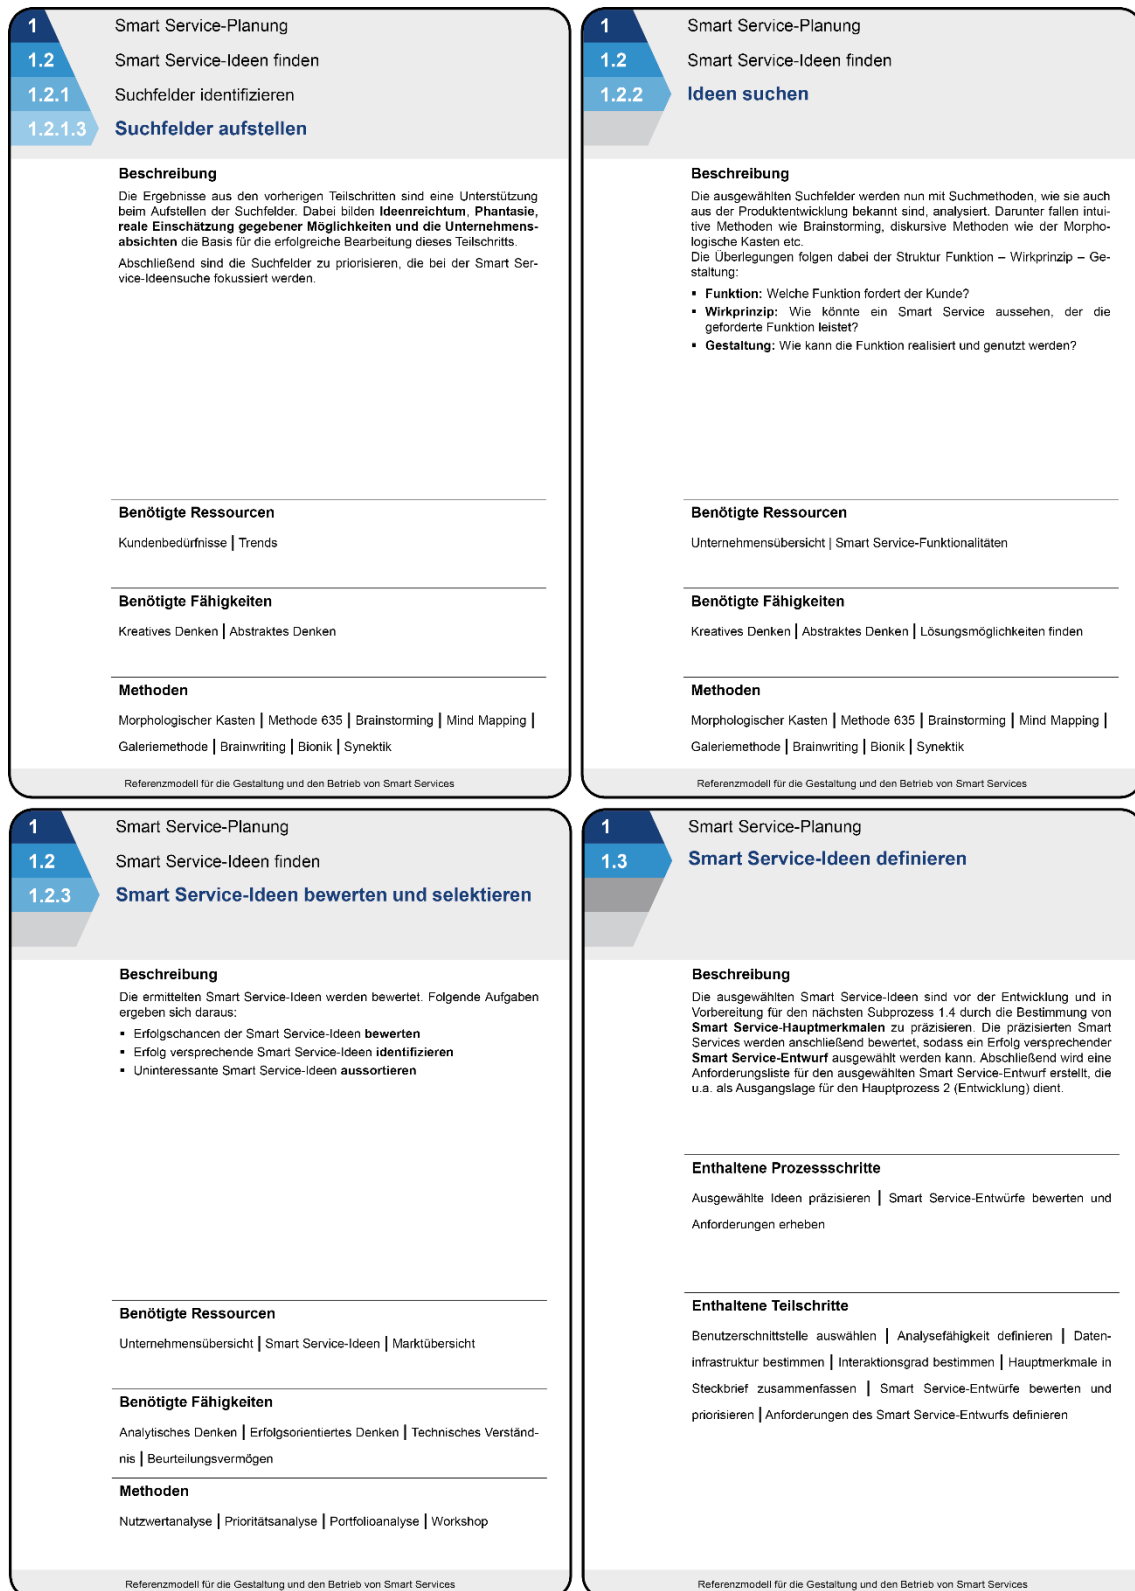 1 Smart Service-Planung
1.2 Smart Service-Ideen finden
1.2.1 Suchfelder identifizieren
1.2.1.3 Suchfelder aufstellen
Beschreibung
Die Ergebnisse aus den vorherigen Teilschritten sind eine Unterstützung
beim Aufstellen der Suchfelder. Dabei bilden Ideenreichtum, Phantasie,
reale Einschätzung gegebener Möglichkeiten und die Unternehmens-
absichten die Basis für die erfolgreiche Bearbeitung dieses Teilschritts.
Abschließend sind die Suchfelder zu priorisieren, die bei der Smart Ser-
vice-Ideensuche fokussiert werden.
Benötigte Ressourcen
Kundenbedürfnisse | Trends
Benötigte Fähigkeiten
Kreatives Denken | Abstraktes Denken
Methoden
Morphologischer Kasten | Methode 635 | Brainstorming | Mind Mapping |
Galeriemethode | Brainwriting | Bionik | Synektik
Referenzmodell für die Gestaltung und den Betrieb von Smart Services
1 Smart Service-Planung
1.2 Smart Service-Ideen finden
1.2.2 Ideen suchen
Beschreibung
Die ausgewählten Suchfelder werden nun mit Suchmethoden, wie sie auch
aus der Produktentwicklung bekannt sind, analysiert. Darunter fallen intui-
tive Methoden wie Brainstorming, diskursive Methoden wie der Morpho-
logische Kasten etc.
Die Überlegungen folgen dabei der Struktur Funktion – Wirkprinzip – Ge-
staltung:
▪ Funktion: Welche Funktion fordert der Kunde?
▪ Wirkprinzip: Wie könnte ein Smart Service aussehen, der die
geforderte Funktion leistet?
▪ Gestaltung: Wie kann die Funktion realisiert und genutzt werden?
Benötigte Ressourcen
Unternehmensübersicht | Smart Service-Funktionalitäten
Benötigte Fähigkeiten
Kreatives Denken | Abstraktes Denken | Lösungsmöglichkeiten finden
Methoden
Morphologischer Kasten | Methode 635 | Brainstorming | Mind Mapping |
Galeriemethode | Brainwriting | Bionik | Synektik
Referenzmodell für die Gestaltung und den Betrieb von Smart Services
1 Smart Service-Planung
1.2 Smart Service-Ideen finden
1.2.3 Smart Service-Ideen bewerten und selektieren
Beschreibung
Die ermittelten Smart Service-Ideen werden bewertet. Folgende Aufgaben
ergeben sich daraus:
▪ Erfolgschancen der Smart Service-Ideen bewerten
▪ Erfolg versprechende Smart Service-Ideen identifizieren
▪ Uninteressante Smart Service-Ideen aussortieren
Benötigte Ressourcen
Unternehmensübersicht | Smart Service-Ideen | Marktübersicht
Benötigte Fähigkeiten
Analytisches Denken | Erfolgsorientiertes Denken | Technisches Verständ-
nis | Beurteilungsvermögen
Methoden
Nutzwertanalyse | Prioritätsanalyse | Portfolioanalyse | Workshop
Referenzmodell für die Gestaltung und den Betrieb von Smart Services
1 Smart Service-Planung
1.3 Smart Service-Ideen definieren
Beschreibung
Die ausgewählten Smart Service-Ideen sind vor der Entwicklung und in
Vorbereitung für den nächsten Subprozess 1.4 durch die Bestimmung von
Smart Service-Hauptmerkmalen zu präzisieren. Die präzisierten Smart
Services werden anschließend bewertet, sodass ein Erfolg versprechender
Smart Service-Entwurf ausgewählt werden kann. Abschließend wird eine
Anforderungsliste für den ausgewählten Smart Service-Entwurf erstellt, die
u.a. als Ausgangslage für den Hauptprozess 2 (Entwicklung) dient.
Enthaltene Prozessschritte
Ausgewählte Ideen präzisieren | Smart Service-Entwürfe bewerten und
Anforderungen erheben
Enthaltene Teilschritte
Benutzerschnittstelle auswählen | Analysefähigkeit definieren | Daten-
infrastruktur bestimmen | Interaktionsgrad bestimmen | Hauptmerkmale in
Steckbrief zusammenfassen | Smart Service-Entwürfe bewerten und
priorisieren | Anforderungen des Smart Service-Entwurfs definieren
Referenzmodell für die Gestaltung und den Betrieb von Smart Services